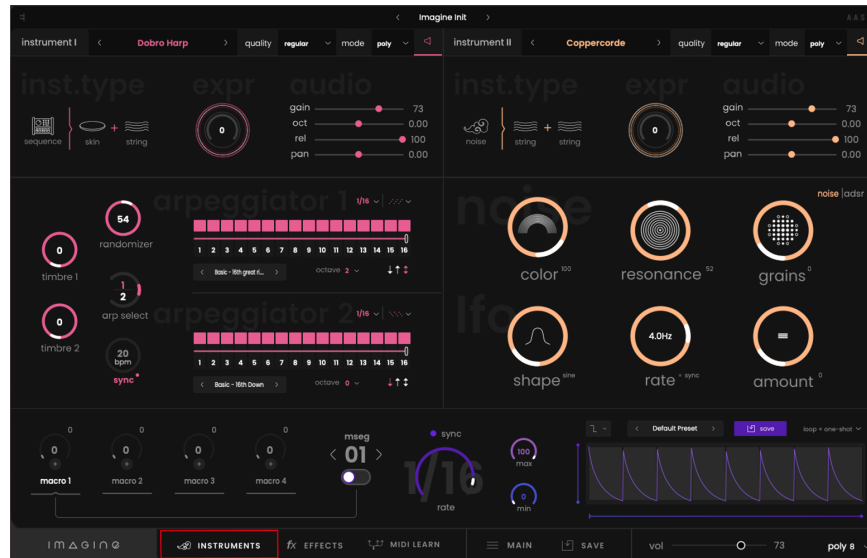 Imagine Init
A.A.S
instrument I Dobro Harp quality regular mode poly
instrument II Coppercorde quality regular mode poly
inst.type expr audio
sequence skin + string
0
gain 73
oct 0.00
rel 100
pan 0.00
inst.type expr audio
noise string + string
0
gain 73
oct 0.00
rel 100
pan 0.00
0
timbre 1
0
timbre 2
54
randomizer
1
2
arp select
20
bpm
sync
arpeggiator 1
1/16
1 2 3 4 5 6 7 8 9 10 11 12 13 14 15 16
Basic - 16th great ri... octave 2
arpeggiator 2
1/16
1 2 3 4 5 6 7 8 9 10 11 12 13 14 15 16
Basic - 16th Down octave 0
noise
noise |adsr
color 100
resonance 52
grains 0
lfo
shape sine
4.0Hz
rate × sync
amount 0
0 0 0 0
0 0 0 0
macro 1 macro 2 macro 3 macro 4
mseg
01
sync
1/16
rate
100
max
0
min
Default Preset save loop × one-shot
IMAGINE INSTRUMENTS fx EFFECTS MIDI LEARN MAIN SAVE vol 73 poly 8